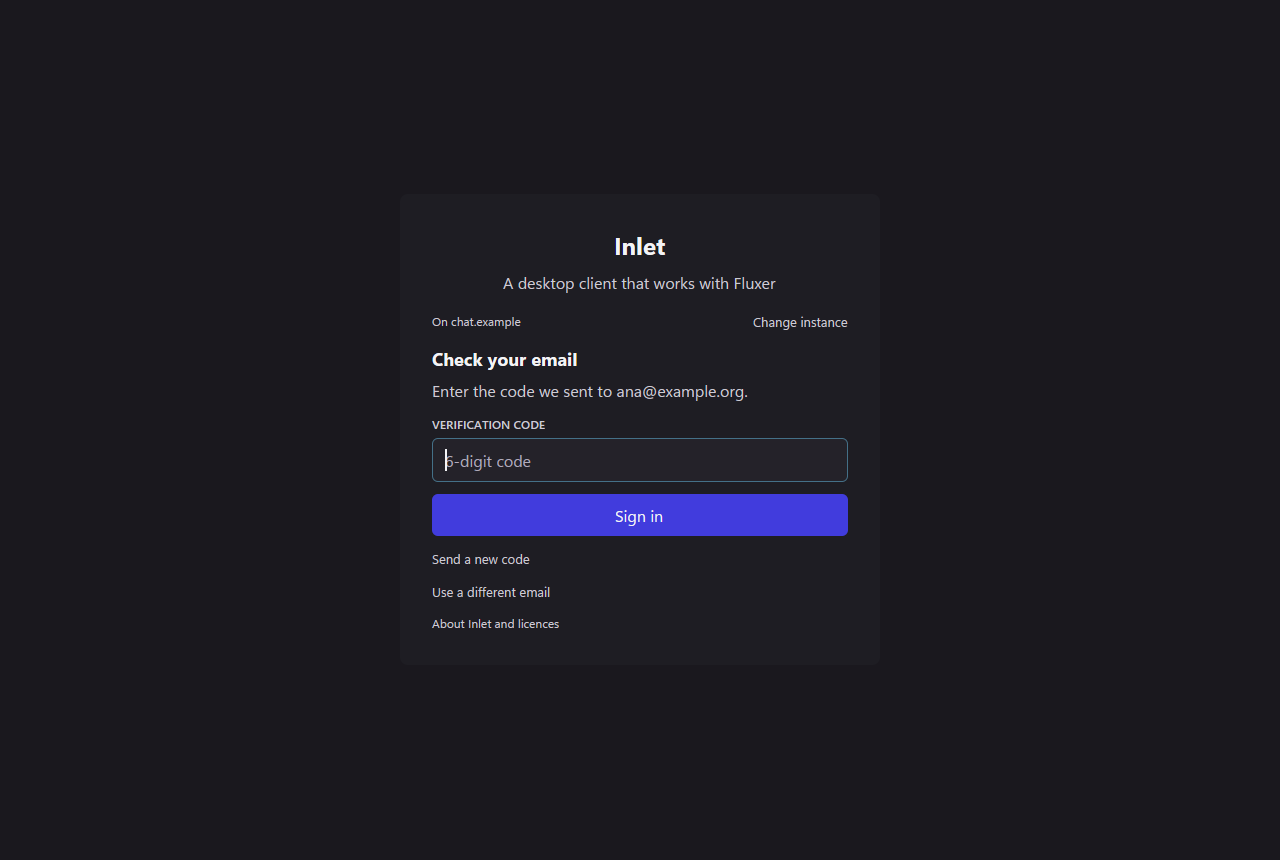 Inlet
A desktop client that works with Fluxer
On chat.example
Change instance
Check your email
Enter the code we sent to ana@example.org.
VERIFICATION CODE
6-digit code
Sign in
Send a new code
Use a different email
About Inlet and licences